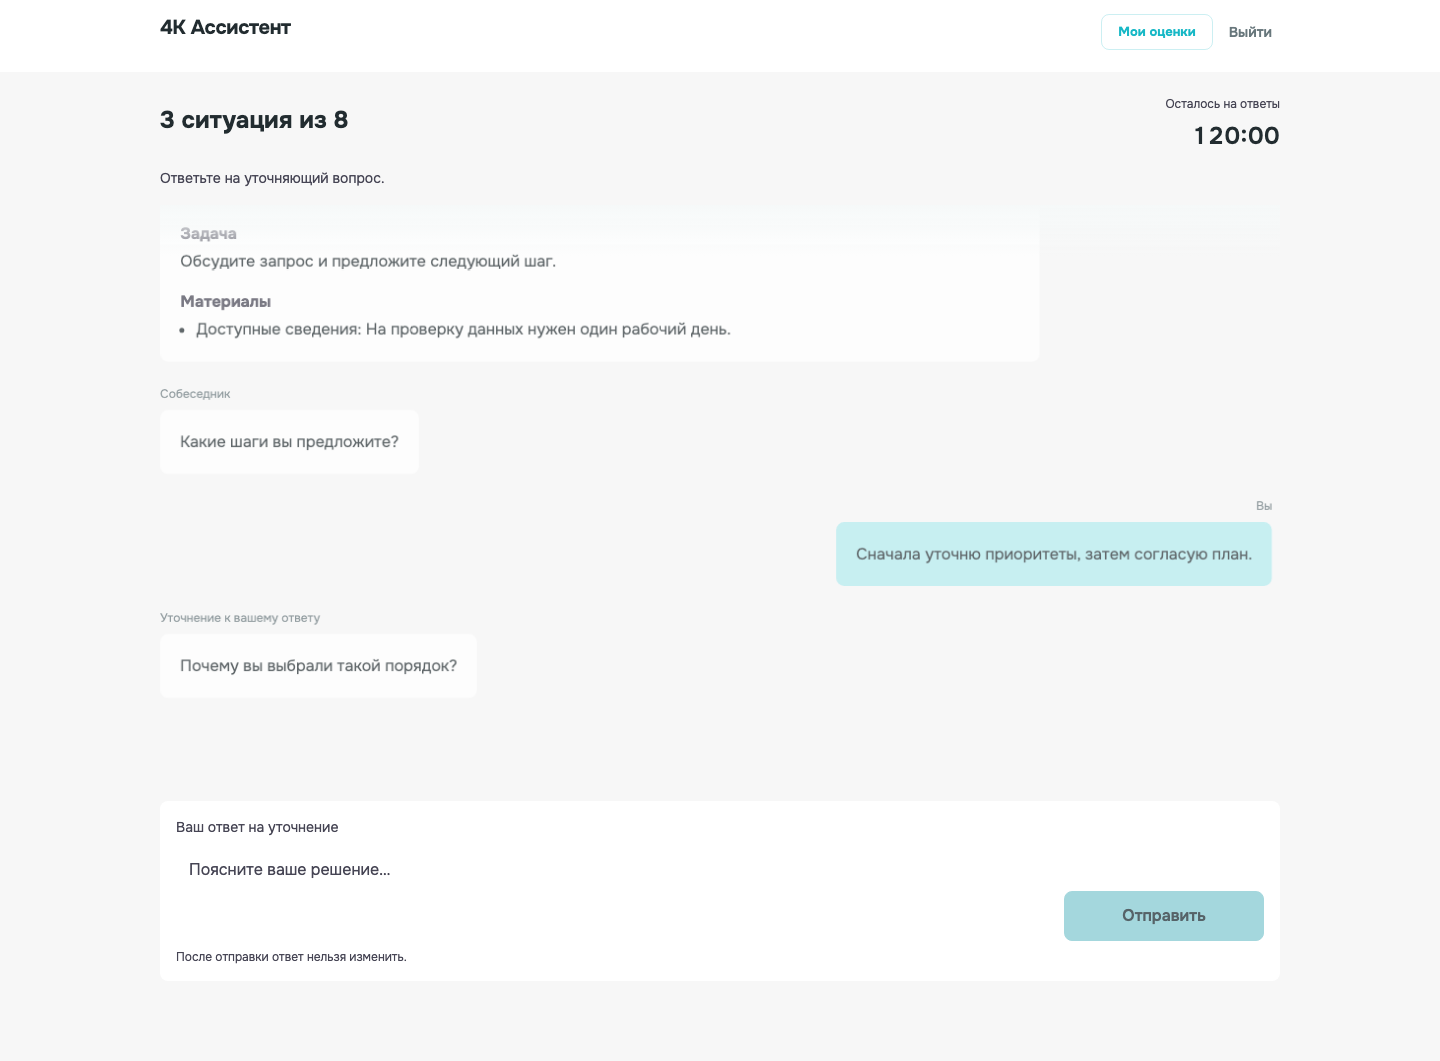 4K Ассистент
Мои оценки
Выйти
3 ситуация из 8
Осталось на ответы
120:00
Ответьте на уточняющий вопрос.
Задача
Обсудите запрос и предложите следующий шаг.
Материалы
• Доступные сведения: На проверку данных нужен один рабочий день.
Собеседник
Какие шаги вы предложите?
Вы
Сначала уточню приоритеты, затем согласую план.
Уточнение к вашему ответу
Почему вы выбрали такой порядок?
Ваш ответ на уточнение
Поясните ваше решение...
Отправить
После отправки ответ нельзя изменить.